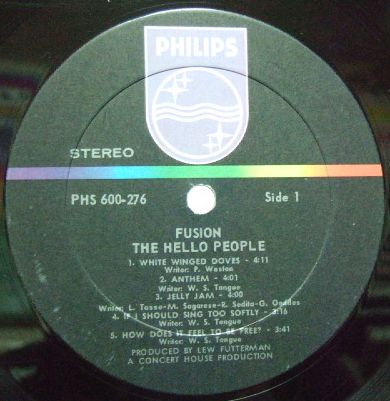 PHILIPS
STEREO
PHS 600-276
Side 1
FUSION
THE HELLO PEOPLE
1. WHITE WINGED DOVES - 4:11
Writer: P. Weston
2. ANTHEM - 4:01
Writer: W. S. Tongue
3. JELLY JAM - 4:00
Writer: L. Tasse-M. Sagarese-R. Sedita-G. Geddes
4. IF I SHOULD SING TOO SOFTLY - 3:16
Writer: W. S. Tongue
5. HOW DOES IT FEEL TO BE FREE? - 3:41
Writer: W. S. Tongue
PRODUCED BY LEW FUTTERMAN
A CONCERT HOUSE PRODUCTION